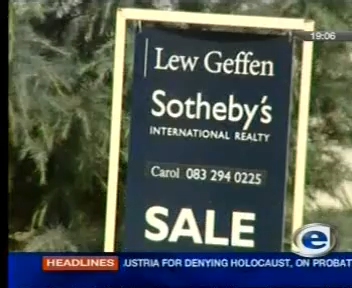 19:06
Lew Geffen
Sotheby's
INTERNATIONAL REALTY
Carol 083 294 0225
SALE
e
HEADLINES USTRIA FOR DENYING HOLOCAUST, ON PROBAT